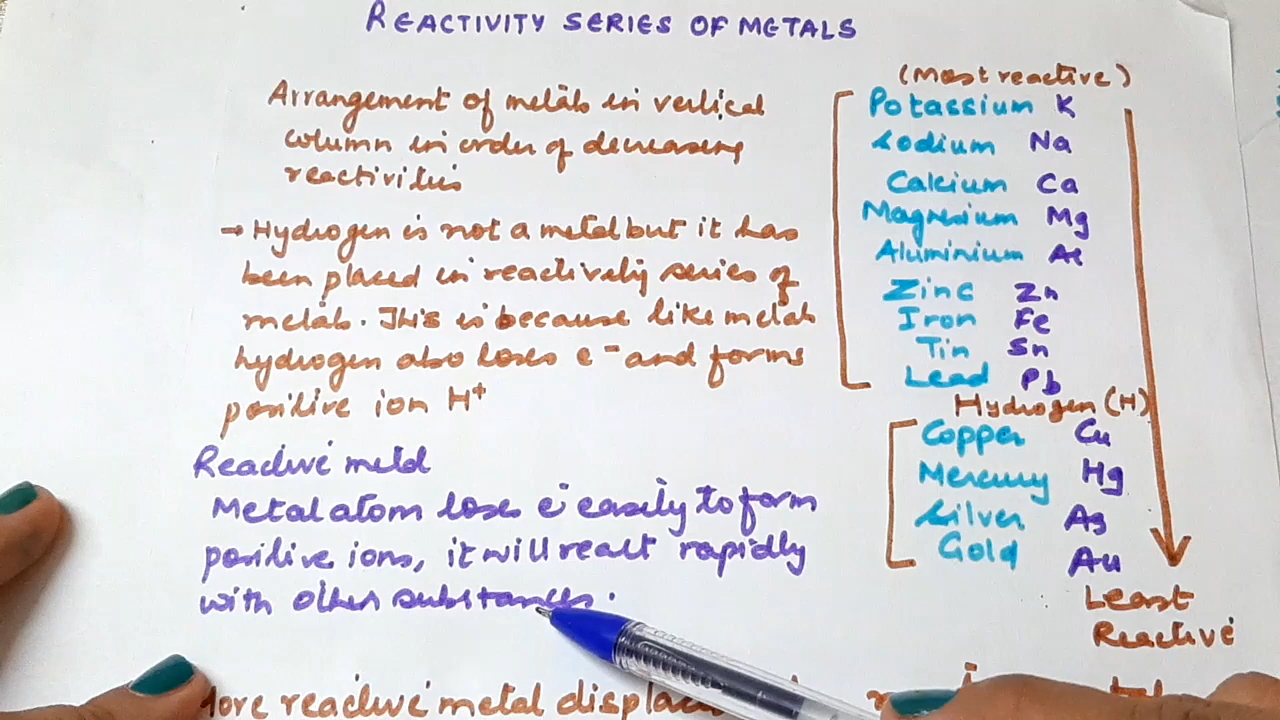 REACTIVITY SERIES OF METALS
Arrangement of metals in vertical
column in order of decreasing
reactivities
→ Hydrogen is not a metal but it has
been placed in reactivity series of
metals. This is because like metals
hydrogen also loses e⁻ and forms
positive ion H⁺
Reactive metal
Metal atom loses e⁻ easily to form
positive ions, it will react rapidly
with other substances.
More reactive metal
(Most reactive)
Potassium K
Sodium Na
Calcium Ca
Magnesium Mg
Aluminium Al
Zinc Zn
Iron Fe
Tin Sn
Lead Pb
Hydrogen (H)
Copper Cu
Mercury Hg
Silver Ag
Gold Au
Least
Reactive